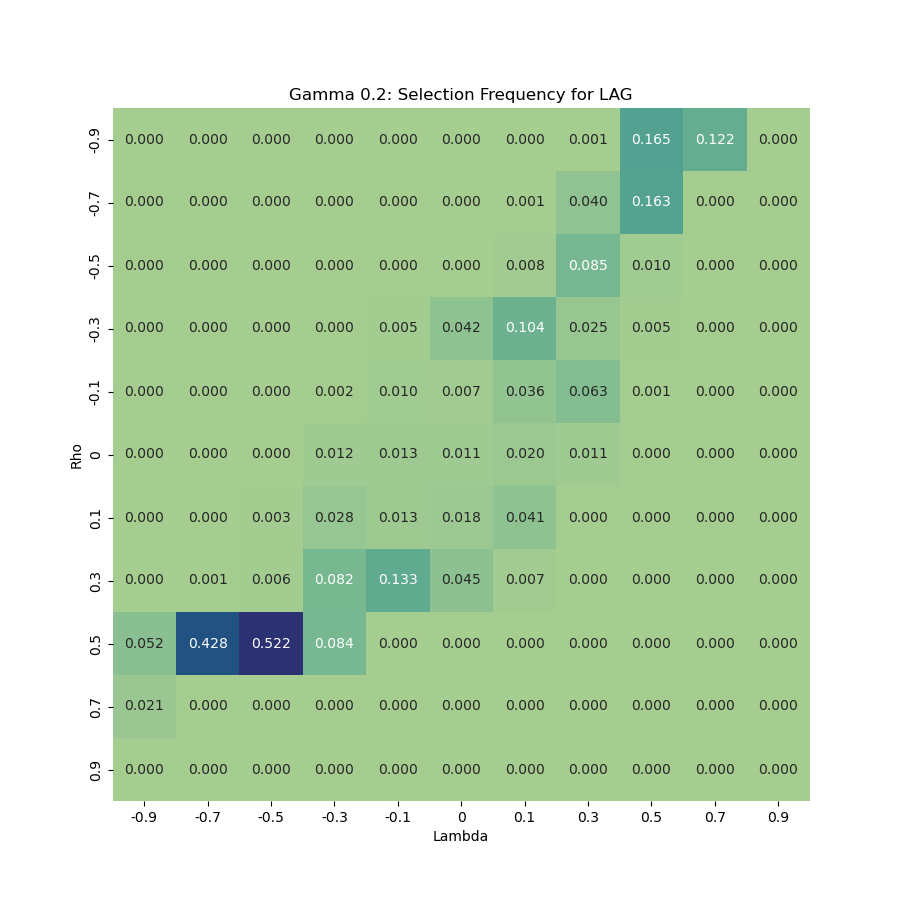 Gamma 0.2: Selection Frequency for LAG
-0.9 0.000 0.000 0.000 0.000 0.000 0.000 0.000 0.001 0.165 0.122 0.000
-0.7 0.000 0.000 0.000 0.000 0.000 0.000 0.001 0.040 0.163 0.000 0.000
-0.5 0.000 0.000 0.000 0.000 0.000 0.000 0.008 0.085 0.010 0.000 0.000
-0.3 0.000 0.000 0.000 0.000 0.005 0.042 0.104 0.025 0.005 0.000 0.000
-0.1 0.000 0.000 0.000 0.002 0.010 0.007 0.036 0.063 0.001 0.000 0.000
Rho
0 0.000 0.000 0.000 0.012 0.013 0.011 0.020 0.011 0.000 0.000 0.000
0.1 0.000 0.000 0.003 0.028 0.013 0.018 0.041 0.000 0.000 0.000 0.000
0.3 0.000 0.001 0.006 0.082 0.133 0.045 0.007 0.000 0.000 0.000 0.000
0.5 0.052 0.428 0.522 0.084 0.000 0.000 0.000 0.000 0.000 0.000 0.000
0.7 0.021 0.000 0.000 0.000 0.000 0.000 0.000 0.000 0.000 0.000 0.000
0.9 0.000 0.000 0.000 0.000 0.000 0.000 0.000 0.000 0.000 0.000 0.000
-0.9 -0.7 -0.5 -0.3 -0.1 0 0.1 0.3 0.5 0.7 0.9
Lambda